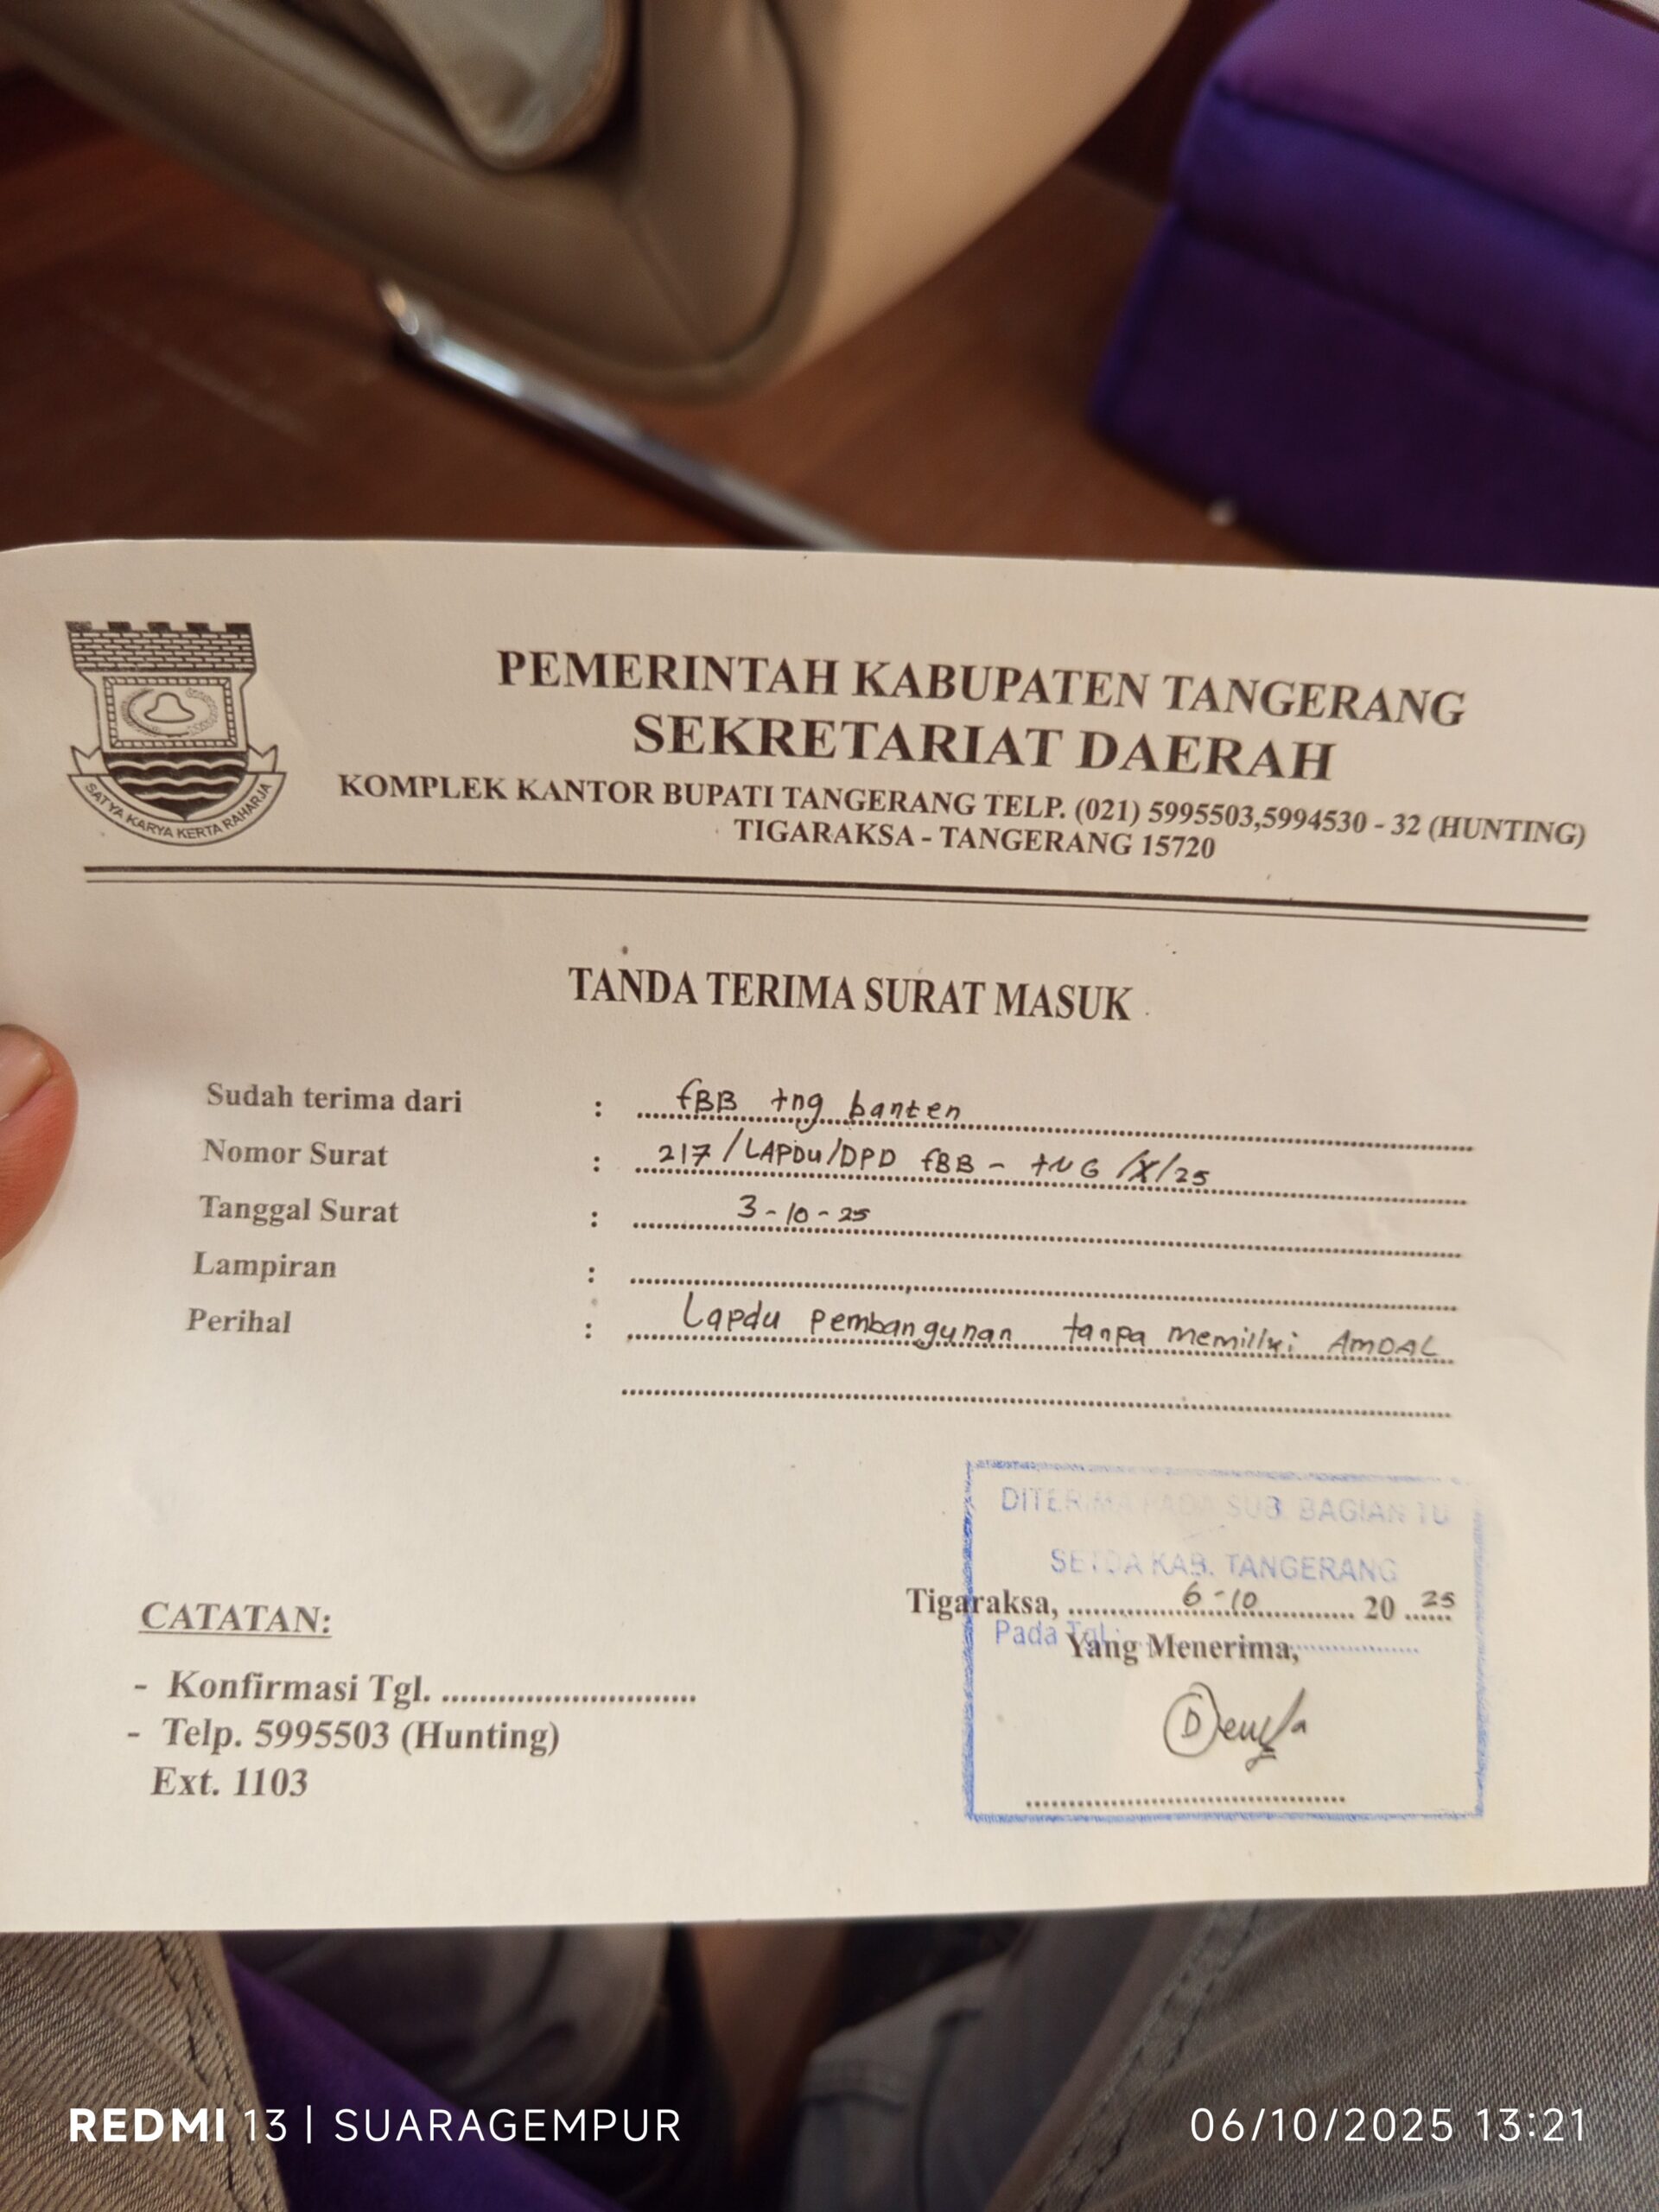 PEMERINTAH KABUPATEN TANGERANG
SEKRETARIAT DAERAH
KOMPLEK KANTOR BUPATI TANGERANG TELP. (021) 5995503,5994530 - 32 (HUNTING)
TIGARAKSA - TANGERANG 15720
SATYA KARYA KERTA RAHARJA
TANDA TERIMA SURAT MASUK
Sudah terima dari : fBB tng banten
Nomor Surat : 217/LAPDU/DPD fBB - tNG /X/25
Tanggal Surat : 3-10-25
Lampiran :
Perihal : Lapdu pembangunan tanpa memiliki AMDAL
DITERIMA PADA SUB BAGIAN TU
SETDA KAB. TANGERANG
Tigaraksa, 6-10 20 25
Pada Tgl :
Yang Menerima,
CATATAN:
- Konfirmasi Tgl.
- Telp. 5995503 (Hunting)
Ext. 1103
REDMI 13 | SUARAGEMPUR
06/10/2025 13:21